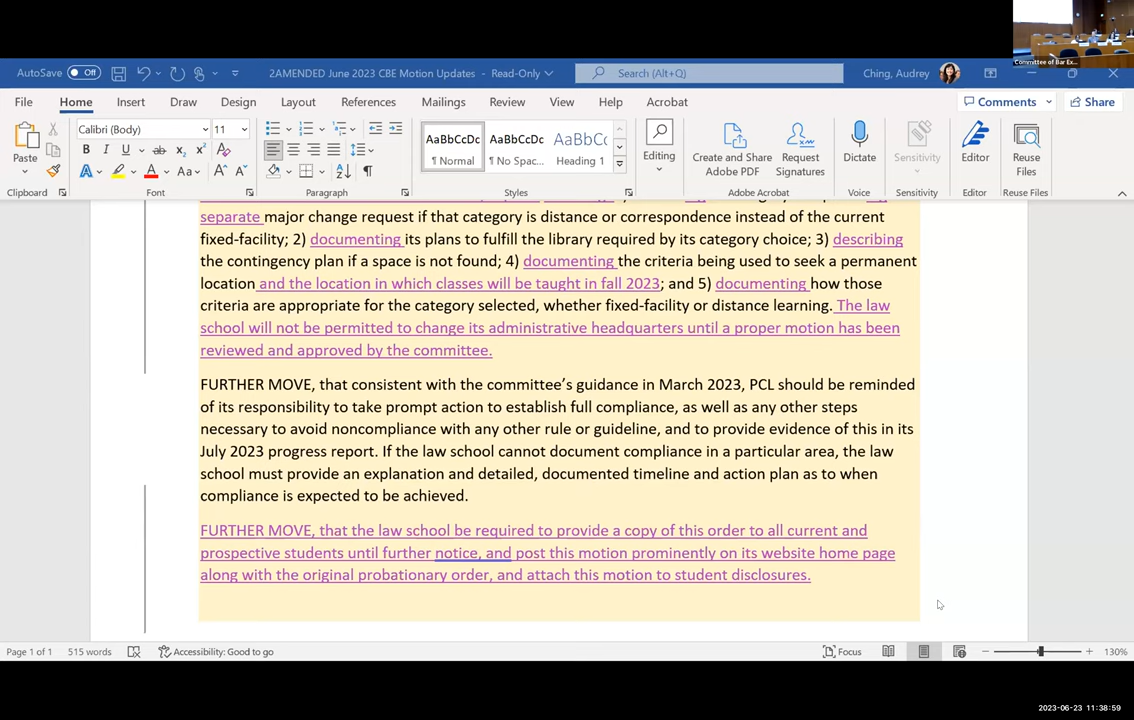 Committee of Bar Ex...
AutoSave Off 2AMENDED June 2023 CBE Motion Updates - Read-Only Search (Alt+Q) Ching, Audrey
File Home Insert Draw Design Layout References Mailings Review View Help Acrobat Comments Share
Calibri (Body) 11 AaBbCcDc AaBbCcDc AaBbCc
Paste B I U ab x₂ x² ¶ Normal ¶ No Spac... Heading 1 Editing Create and Share Adobe PDF Request Signatures Dictate Sensitivity Editor Reuse Files
A A Aa A A
Clipboard Font Paragraph Styles Adobe Acrobat Voice Sensitivity Editor Reuse Files
separate major change request if that category is distance or correspondence instead of the current
fixed-facility; 2) documenting its plans to fulfill the library required by its category choice; 3) describing
the contingency plan if a space is not found; 4) documenting the criteria being used to seek a permanent
location and the location in which classes will be taught in fall 2023; and 5) documenting how those
criteria are appropriate for the category selected, whether fixed-facility or distance learning. The law
school will not be permitted to change its administrative headquarters until a proper motion has been
reviewed and approved by the committee.
FURTHER MOVE, that consistent with the committee's guidance in March 2023, PCL should be reminded
of its responsibility to take prompt action to establish full compliance, as well as any other steps
necessary to avoid noncompliance with any other rule or guideline, and to provide evidence of this in its
July 2023 progress report. If the law school cannot document compliance in a particular area, the law
school must provide an explanation and detailed, documented timeline and action plan as to when
compliance is expected to be achieved.
FURTHER MOVE, that the law school be required to provide a copy of this order to all current and
prospective students until further notice, and post this motion prominently on its website home page
along with the original probationary order, and attach this motion to student disclosures.
Page 1 of 1 515 words Accessibility: Good to go Focus 130%
2023-06-23 11:38:59